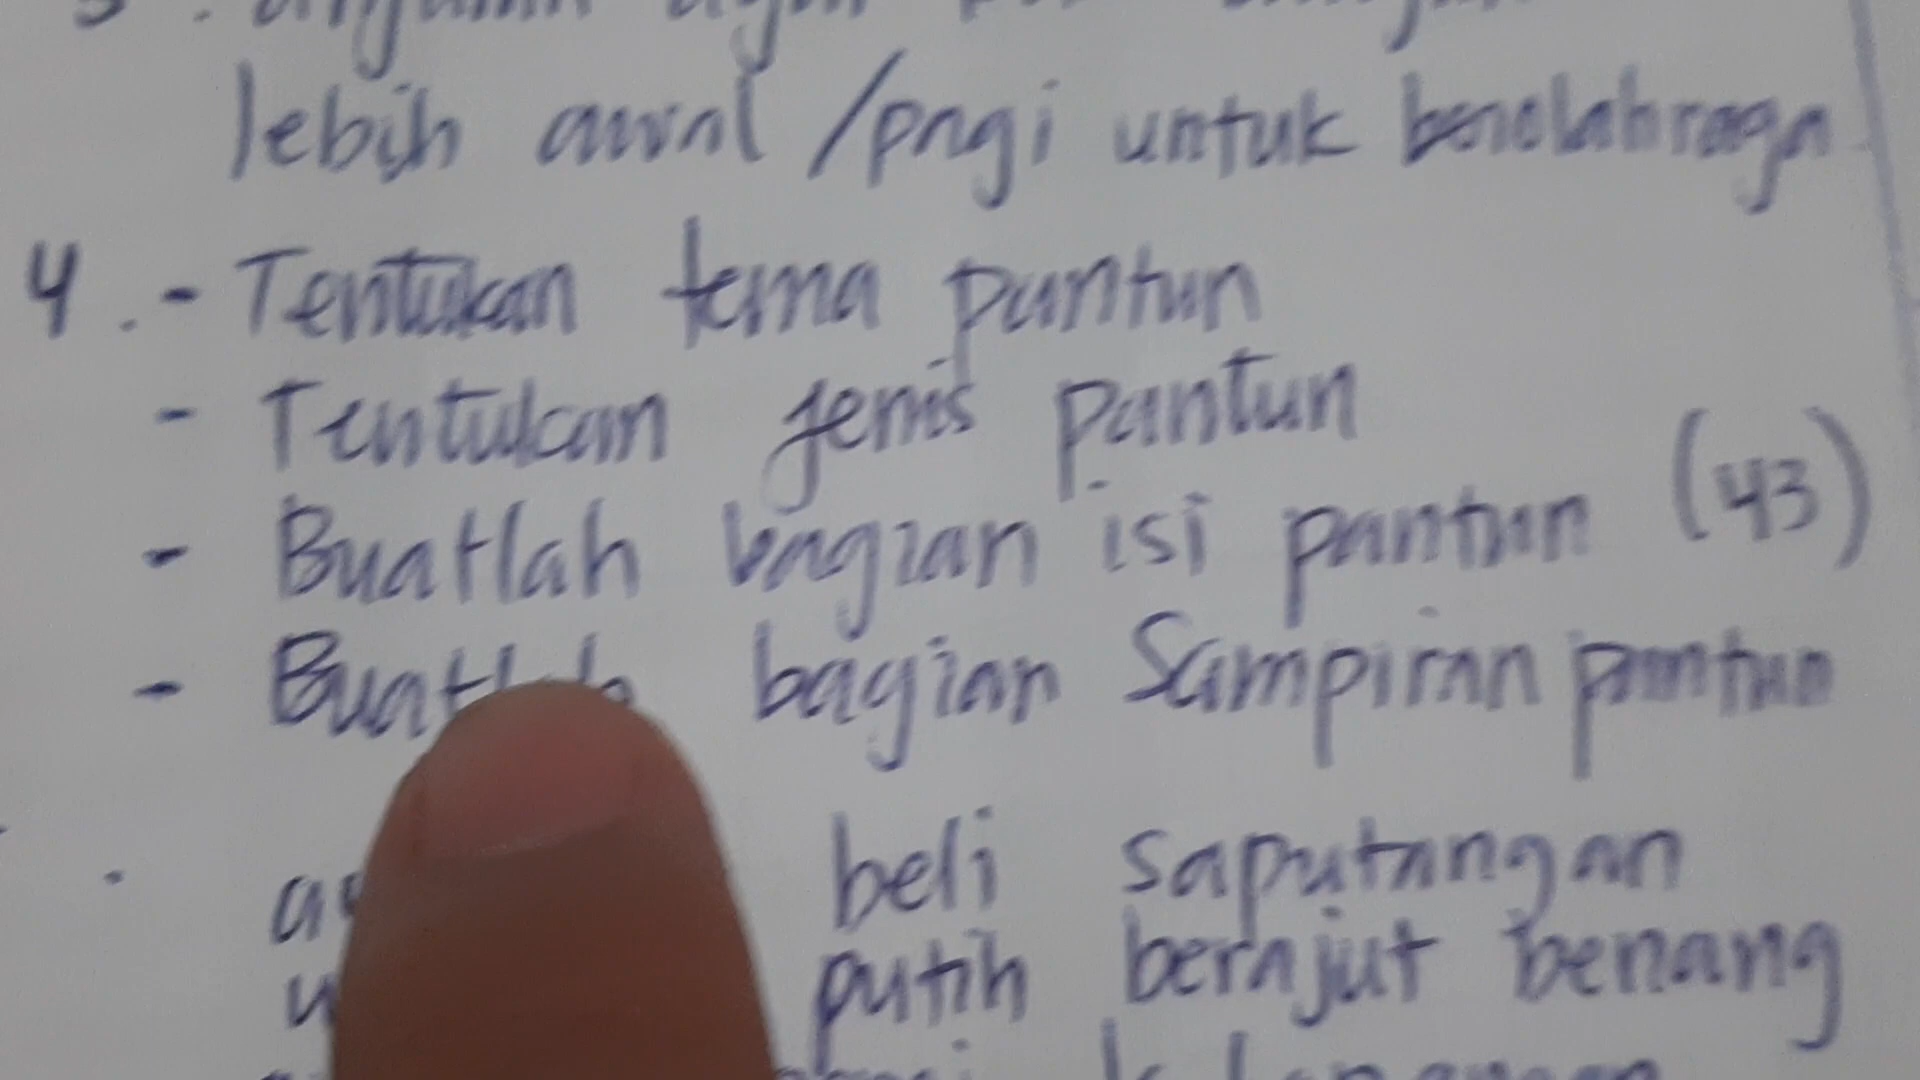 lebih awal /pagi untuk berolahraga
4. - Tentukan tema pantun
- Tentukan jenis pantun
- Buatlah bagian isi pantun (43)
- Buatlah bagian Sampiran pantun
beli saputangan
putih berajut benang